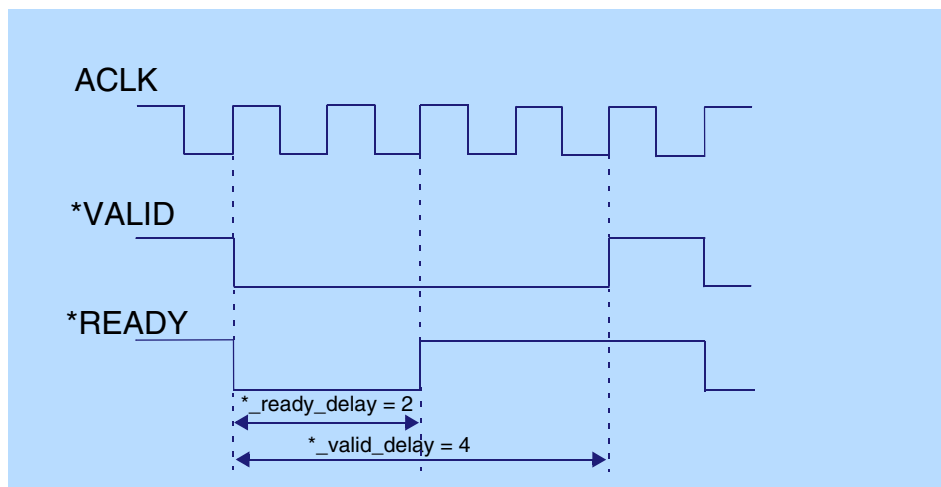 ACLK
*VALID
*READY
*_ready_delay = 2
*_valid_delay = 4